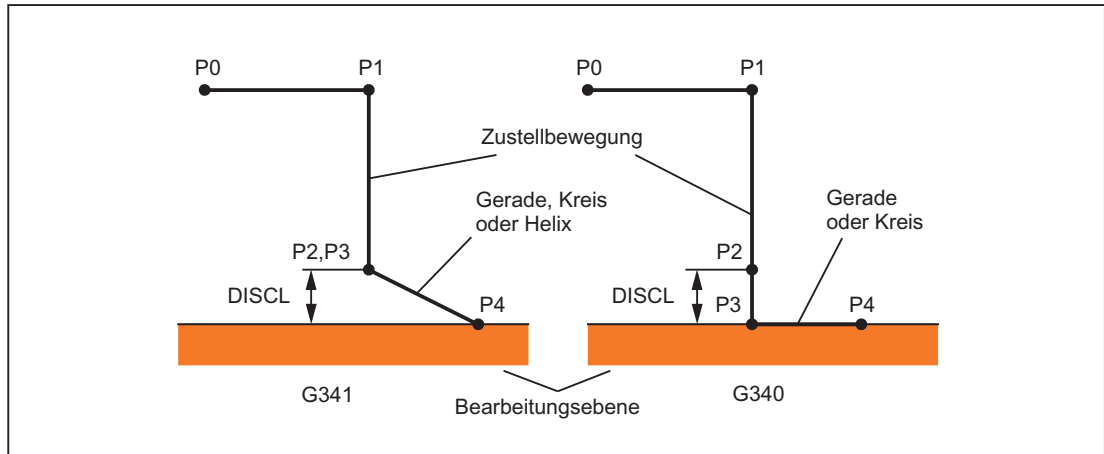 P0
P1
P0
P1
Zustellbewegung
Gerade, Kreis
oder Helix
Gerade
oder Kreis
P2,P3
P2
DISCL
P4
DISCL
P3
P4
G341
G340
Bearbeitungsebene